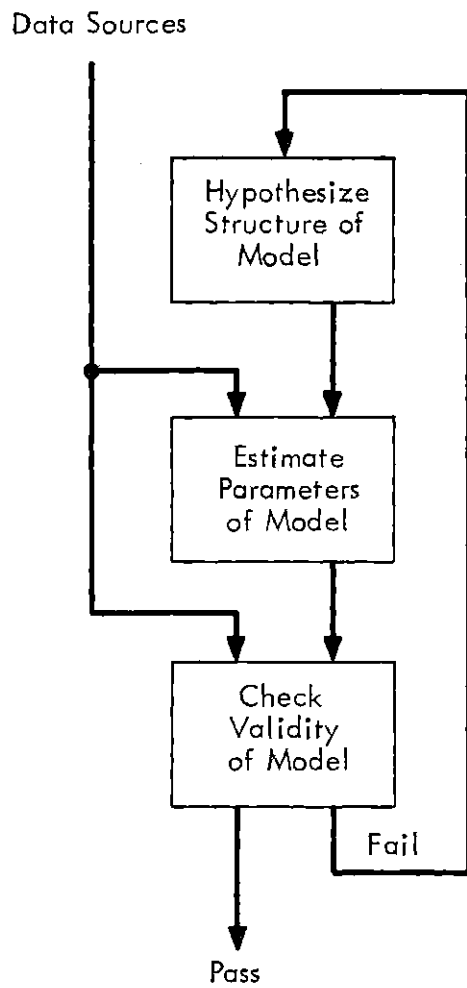 Data Sources
Hypothesize
Structure of
Model
Estimate
Parameters
of Model
Check
Validity
of Model
Fail
Pass